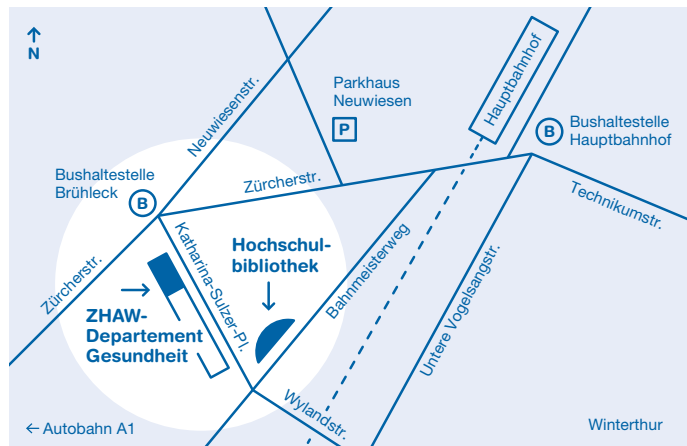 N
Neuwiesenstr.
Parkhaus
Neuwiesen
P
Hauptbahnhof
B
Bushaltestelle
Hauptbahnhof
Bushaltestelle
Brühleck
B
Zürcherstr.
Technikumstr.
Zürcherstr.
Katharina-Sulzer-Pl.
Hochschul-
bibliothek
Bahnmeisterweg
Untere Vogelsangstr.
ZHAW-
Departement
Gesundheit
Wylandstr.
← Autobahn A1
Winterthur